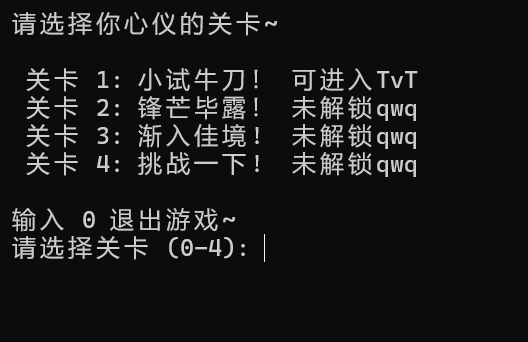 请选择你心仪的关卡~
关卡 1: 小试牛刀！ 可进入TvT
关卡 2: 锋芒毕露！ 未解锁qwq
关卡 3: 渐入佳境！ 未解锁qwq
关卡 4: 挑战一下！ 未解锁qwq
输入 0 退出游戏~
请选择关卡 (0-4):